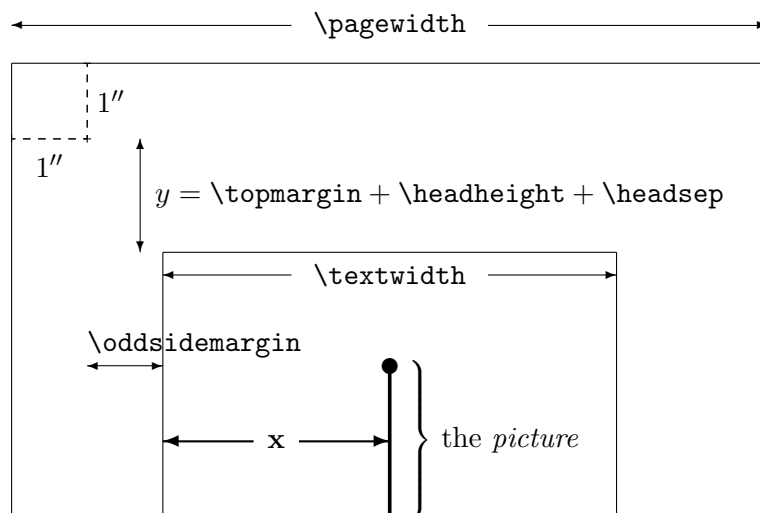 \pagewidth
1′′
1′′
y = \topmargin + \headheight + \headsep
\textwidth
\oddsidemargin
x
the picture